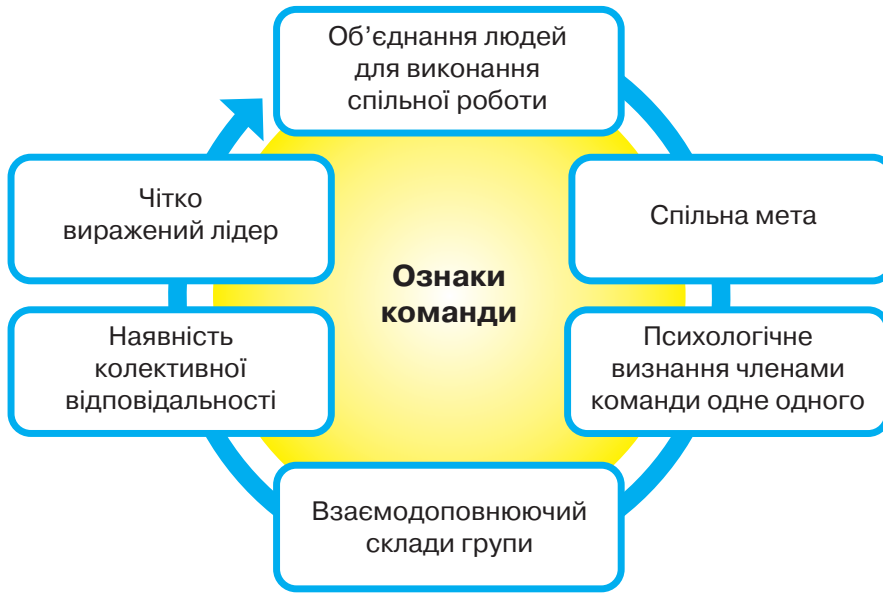 Об’єднання людей
для виконання
спільної роботи
Спільна мета
Психологічне
визнання членами
команди одне одного
Взаємодоповнюючий
склади групи
Наявність
колективної
відповідальності
Чітко
виражений лідер
Ознаки
команди